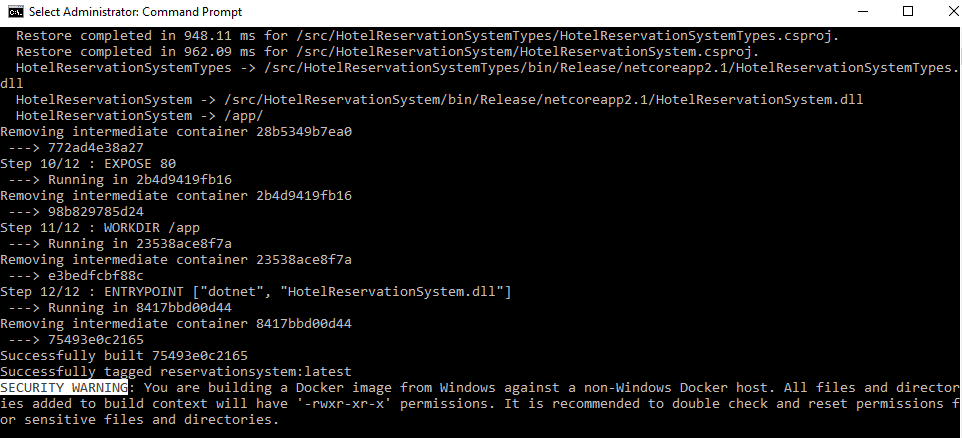 Select Administrator: Command Prompt
Restore completed in 948.11 ms for /src/HotelReservationSystemTypes/HotelReservationSystemTypes.csproj.
Restore completed in 962.09 ms for /src/HotelReservationSystem/HotelReservationSystem.csproj.
HotelReservationSystemTypes -> /src/HotelReservationSystemTypes/bin/Release/netcoreapp2.1/HotelReservationSystemTypes.
dll
HotelReservationSystem -> /src/HotelReservationSystem/bin/Release/netcoreapp2.1/HotelReservationSystem.dll
HotelReservationSystem -> /app/
Removing intermediate container 28b5349b7ea0
---> 772ad4e38a27
Step 10/12 : EXPOSE 80
---> Running in 2b4d9419fb16
Removing intermediate container 2b4d9419fb16
---> 98b829785d24
Step 11/12 : WORKDIR /app
---> Running in 23538ace8f7a
Removing intermediate container 23538ace8f7a
---> e3bedfcbf88c
Step 12/12 : ENTRYPOINT ["dotnet", "HotelReservationSystem.dll"]
---> Running in 8417bbd00d44
Removing intermediate container 8417bbd00d44
---> 75493e0c2165
Successfully built 75493e0c2165
Successfully tagged reservationsystem:latest
SECURITY WARNING: You are building a Docker image from Windows against a non-Windows Docker host. All files and director
ies added to build context will have '-rwxr-xr-x' permissions. It is recommended to double check and reset permissions f
or sensitive files and directories.